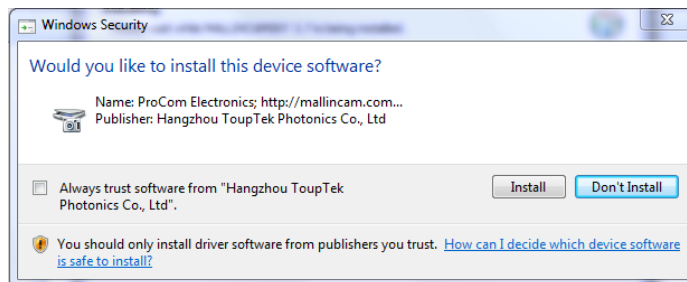 Windows Security
Would you like to install this device software?
Name: ProCom Electronics; http://mallincam.com...
Publisher: Hangzhou ToupTek Photonics Co., Ltd
Always trust software from "Hangzhou ToupTek
Photonics Co., Ltd".
Install
Don't Install
You should only install driver software from publishers you trust. How can I decide which device software
is safe to install?